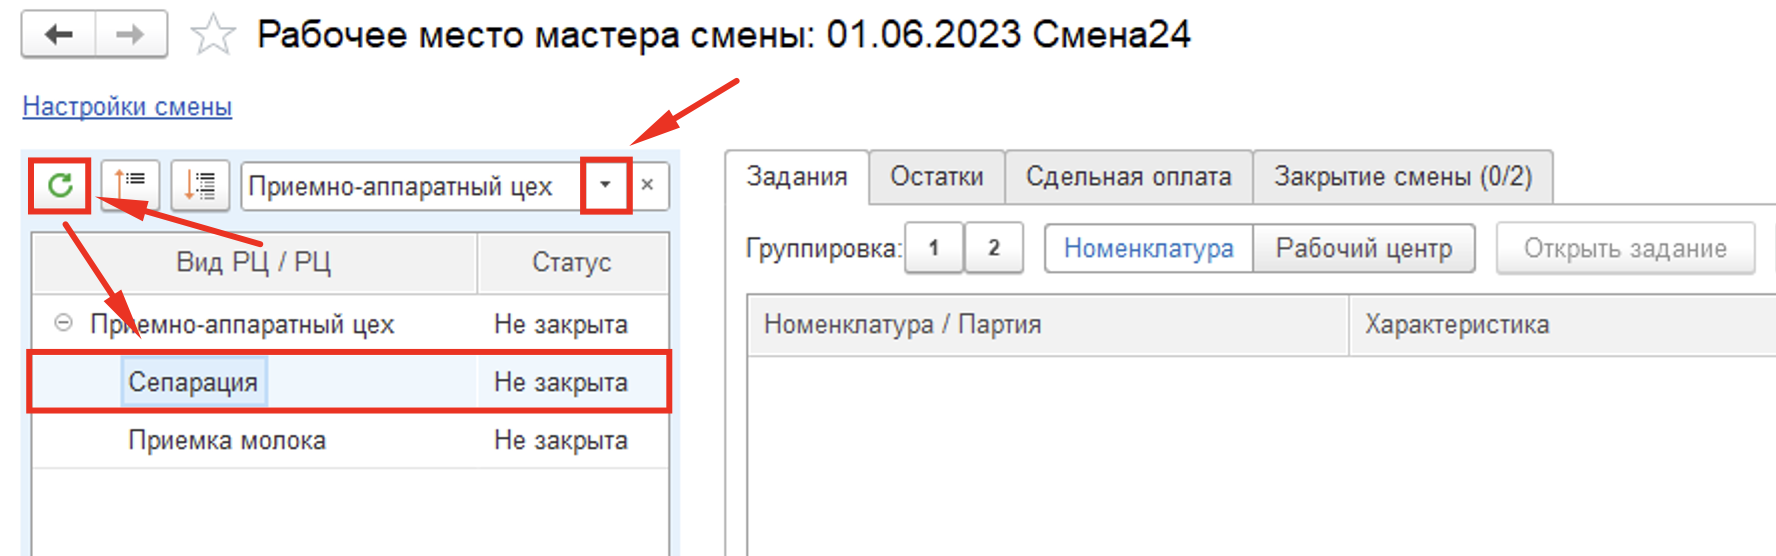 Рабочее место мастера смены: 01.06.2023 Смена24
Настройки смены
Приемно-аппаратный цех
Вид РЦ / РЦ Статус
Приемно-аппаратный цех Не закрыта
Сепарация Не закрыта
Приемка молока Не закрыта
Задания Остатки Сдельная оплата Закрытие смены (0/2)
Группировка: 1 2 Номенклатура Рабочий центр Открыть задание
Номенклатура / Партия Характеристика